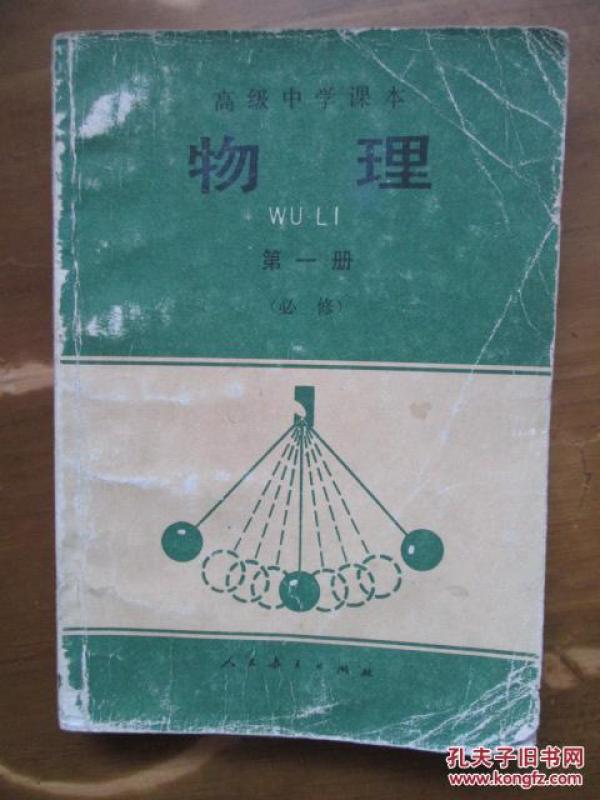 高级中学课本
物理
WU LI
第一册
（必修）
人民教育出版社
孔夫子旧书网
www.kongfz.com